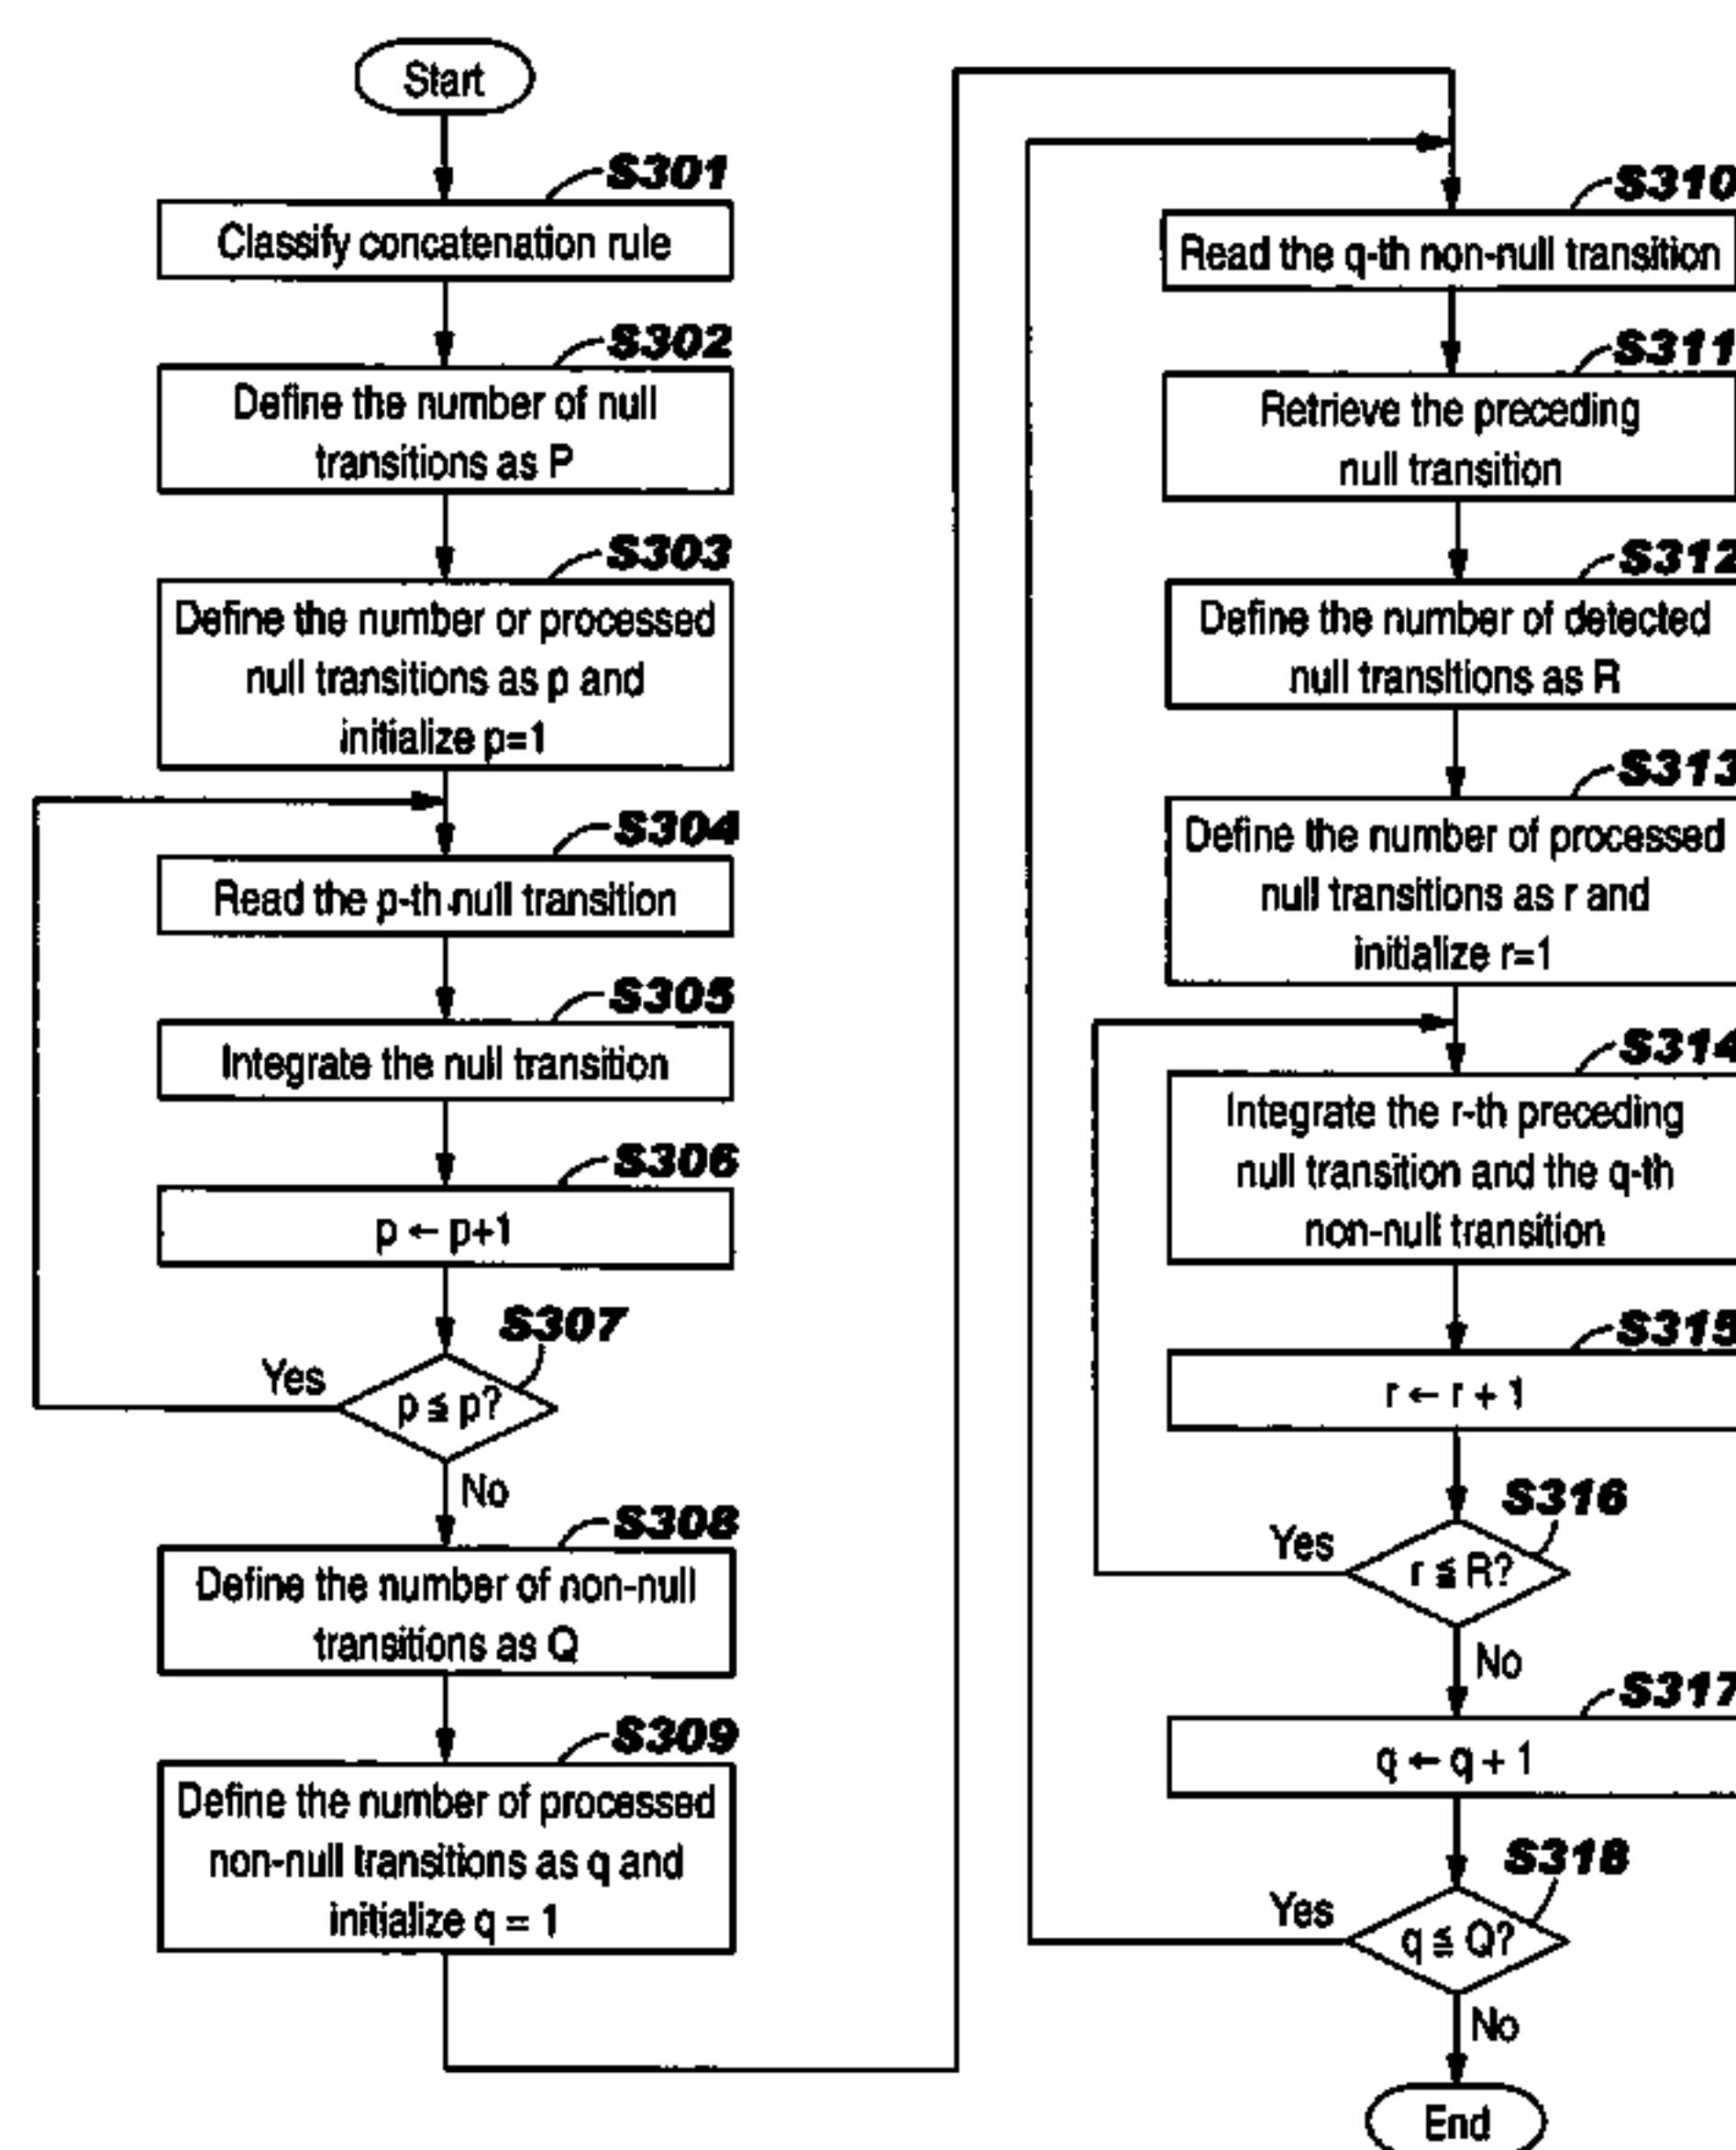 Start
S301
Classify concatenation rule
S302
Define the number of null
transitions as P
S303
Define the number or processed
null transitions as p and
initialize p=1
S304
Read the p-th null transition
S305
Integrate the null transition
S306
p ← p+1
S307
Yes
p ≦ p?
No
S308
Define the number of non-null
transitions as Q
S309
Define the number of processed
non-null transitions as q and
initialize q = 1
S310
Read the q-th non-null transition
S311
Retrieve the preceding
null transition
S312
Define the number of detected
null transitions as R
S313
Define the number of processed
null transitions as r and
initialize r=1
S314
Integrate the r-th preceding
null transition and the q-th
non-null transition
S315
r ← r + 1
S316
Yes
r ≦ R?
No
S317
q ← q + 1
S318
Yes
q ≦ Q?
No
End